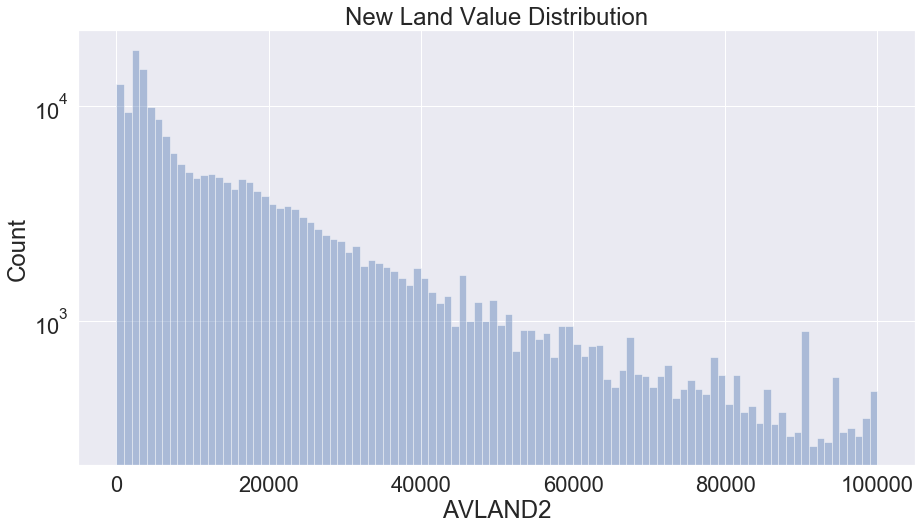 New Land Value Distribution
10^4
10^3
Count
0 20000 40000 60000 80000 100000
AVLAND2